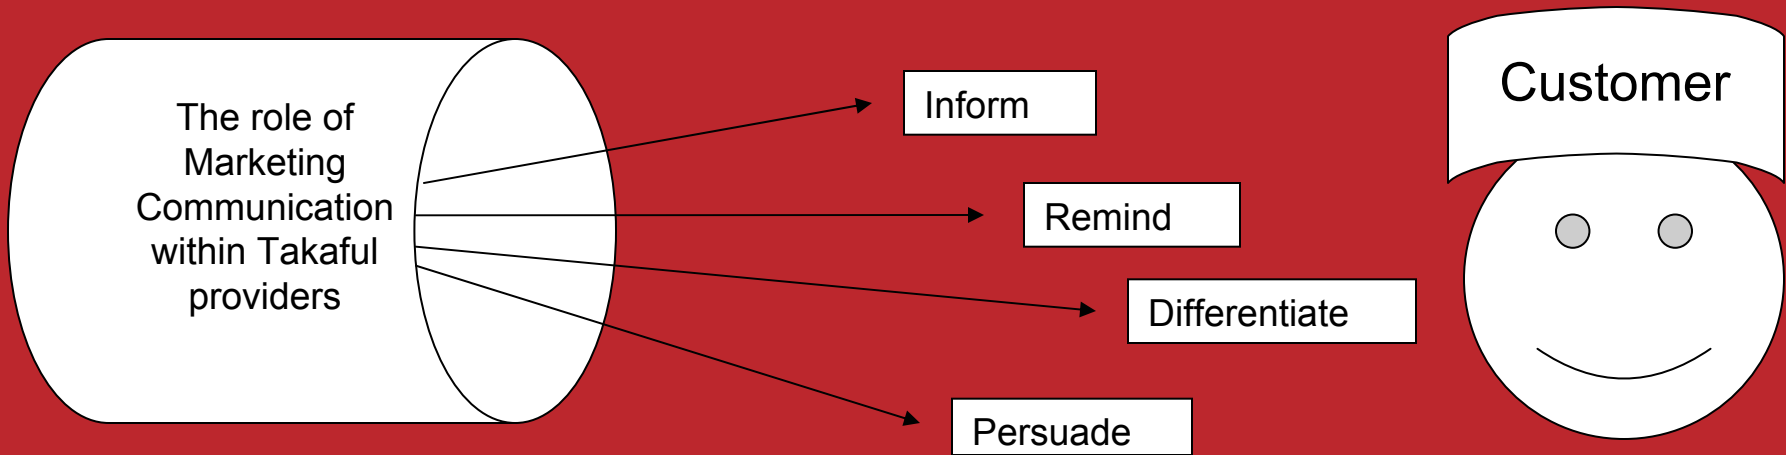 The role of
Marketing
Communication
within Takaful
providers
Inform
Remind
Differentiate
Persuade
Customer